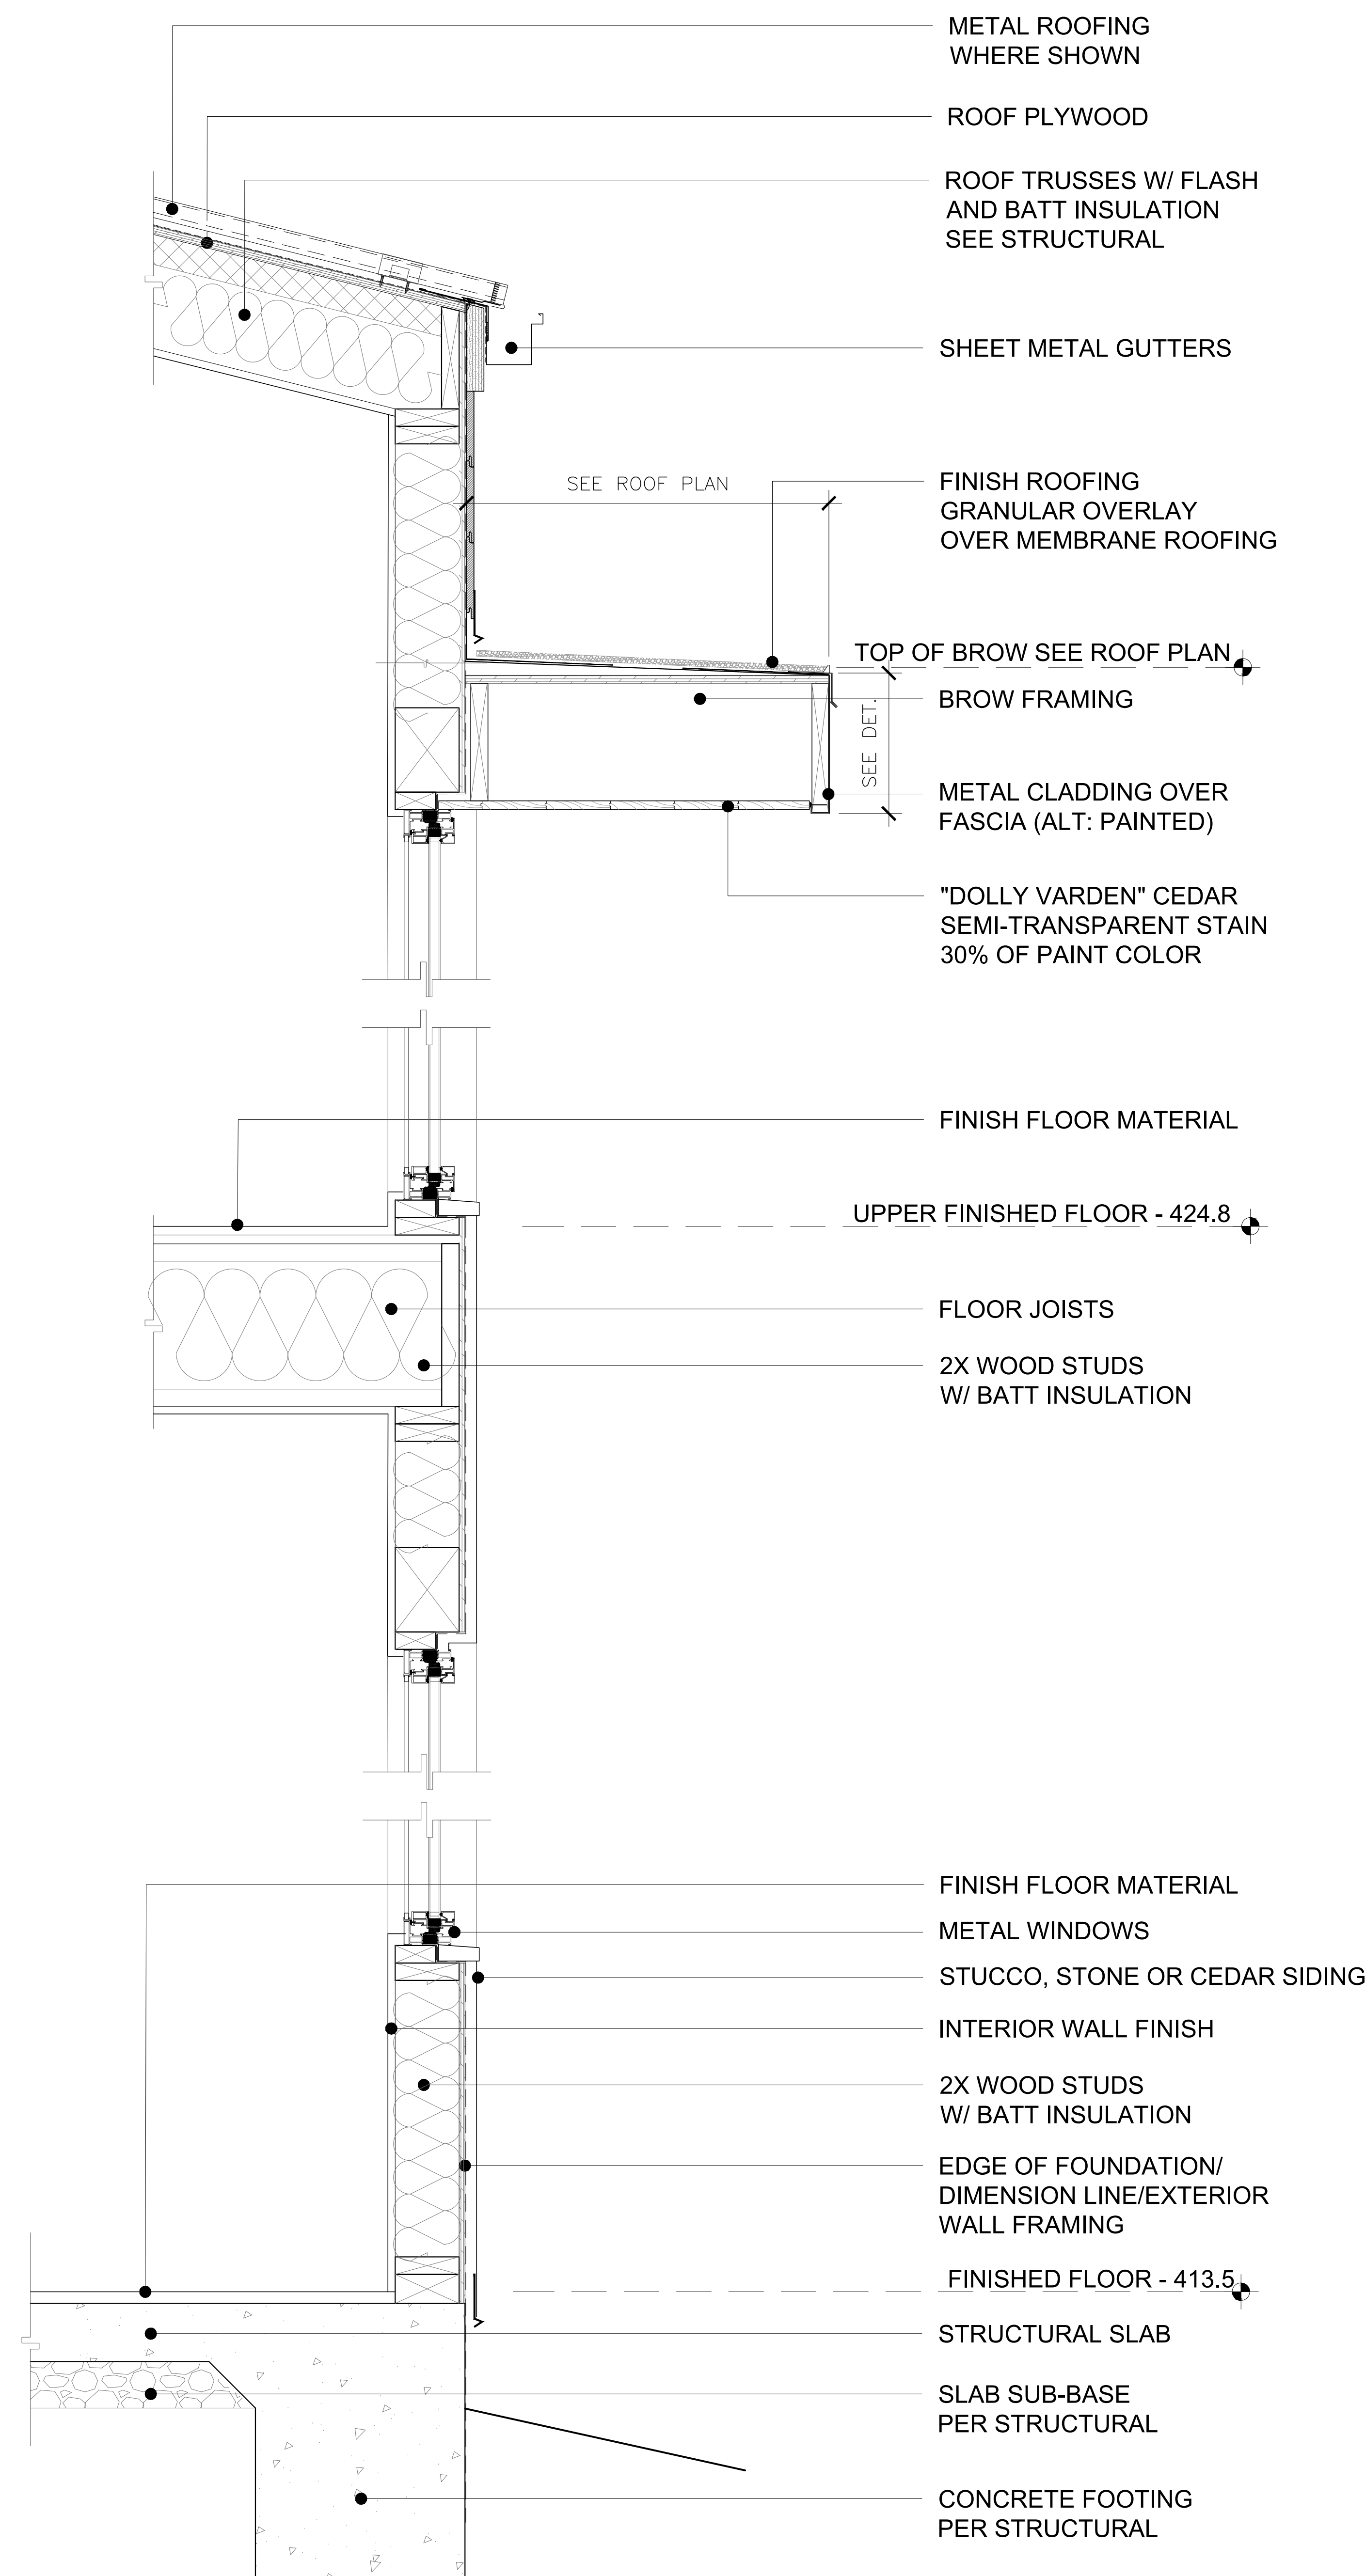 METAL ROOFING
WHERE SHOWN
ROOF PLYWOOD
ROOF TRUSSES W/ FLASH
AND BATT INSULATION
SEE STRUCTURAL
SHEET METAL GUTTERS
SEE ROOF PLAN
FINISH ROOFING
GRANULAR OVERLAY
OVER MEMBRANE ROOFING
TOP OF BROW SEE ROOF PLAN
BROW FRAMING
SEE DET.
METAL CLADDING OVER
FASCIA (ALT: PAINTED)
"DOLLY VARDEN" CEDAR
SEMI-TRANSPARENT STAIN
30% OF PAINT COLOR
FINISH FLOOR MATERIAL
UPPER FINISHED FLOOR - 424.8
FLOOR JOISTS
2X WOOD STUDS
W/ BATT INSULATION
FINISH FLOOR MATERIAL
METAL WINDOWS
STUCCO, STONE OR CEDAR SIDING
INTERIOR WALL FINISH
2X WOOD STUDS
W/ BATT INSULATION
EDGE OF FOUNDATION/
DIMENSION LINE/EXTERIOR
WALL FRAMING
FINISHED FLOOR - 413.5
STRUCTURAL SLAB
SLAB SUB-BASE
PER STRUCTURAL
CONCRETE FOOTING
PER STRUCTURAL